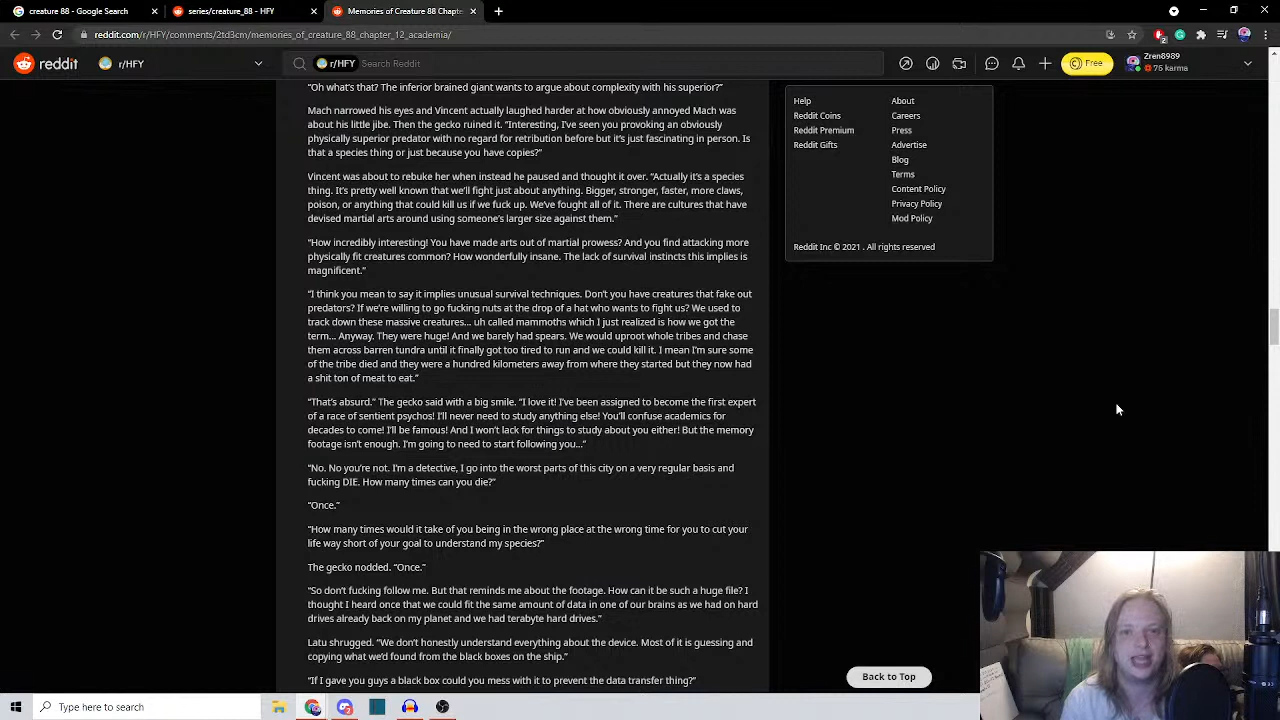 creature 88 - Google Search
series/creature_88 - HFY
Memories of Creature 88 Chapte
reddit.com/r/HFY/comments/2td3cm/memories_of_creature_88_chapter_12_academia/
2
reddit
r/HFY
r/HFY Search Reddit
Free
Zren8989
75 karma
“Oh what’s that? The inferior brained giant wants to argue about complexity with his superior?”
Mach narrowed his eyes and Vincent actually laughed harder at how obviously annoyed Mach was
about his little jibe. Then the gecko ruined it. “Interesting, I’ve seen you provoking an obviously
physically superior predator with no regard for retribution before but it’s just fascinating in person. Is
that a species thing or just because you have copies?”
Vincent was about to rebuke her when instead he paused and thought it over. “Actually it’s a species
thing. It’s pretty well known that we’ll fight just about anything. Bigger, stronger, faster, more claws,
poison, or anything that could kill us if we fuck up. We’ve fought all of it. There are cultures that have
devised martial arts around using someone’s larger size against them.”
“How incredibly interesting! You have made arts out of martial prowess? And you find attacking more
physically fit creatures common? How wonderfully insane. The lack of survival instincts this implies is
magnificent.”
“I think you mean to say it implies unusual survival techniques. Don’t you have creatures that fake out
predators? If we’re willing to go fucking nuts at the drop of a hat who wants to fight us? We used to
track down these massive creatures... uh called mammoths which I just realized is how we got the
term... Anyway. They were huge! And we barely had spears. We would uproot whole tribes and chase
them across barren tundra until it finally got too tired to run and we could kill it. I mean I’m sure some
of the tribe died and they were a hundred kilometers away from where they started but they now had
a shit ton of meat to eat.”
“That’s absurd.” The gecko said with a big smile. “I love it! I’ve been assigned to become the first expert
of a race of sentient psychos! I’ll never need to study anything else! You’ll confuse academics for
decades to come! I’ll be famous! And I won’t lack for things to study about you either! But the memory
footage isn’t enough. I’m going to need to start following you...”
“No. No you’re not. I’m a detective, I go into the worst parts of this city on a very regular basis and
fucking DIE. How many times can you die?”
“Once.”
“How many times would it take of you being in the wrong place at the wrong time for you to cut your
life way short of your goal to understand my species?”
The gecko nodded. “Once.”
“So don’t fucking follow me. But that reminds me about the footage. How can it be such a huge file? I
thought I heard once that we could fit the same amount of data in one of our brains as we had on hard
drives already back on my planet and we had terabyte hard drives.”
Latu shrugged. “We don’t honestly understand everything about the device. Most of it is guessing and
copying what we’d found from the black boxes on the ship.”
“If I gave you guys a black box could you mess with it to prevent the data transfer thing?”
Help
Reddit Coins
Reddit Premium
Reddit Gifts
About
Careers
Press
Advertise
Blog
Terms
Content Policy
Privacy Policy
Mod Policy
Reddit Inc © 2021 . All rights reserved
Back to Top
Type here to search